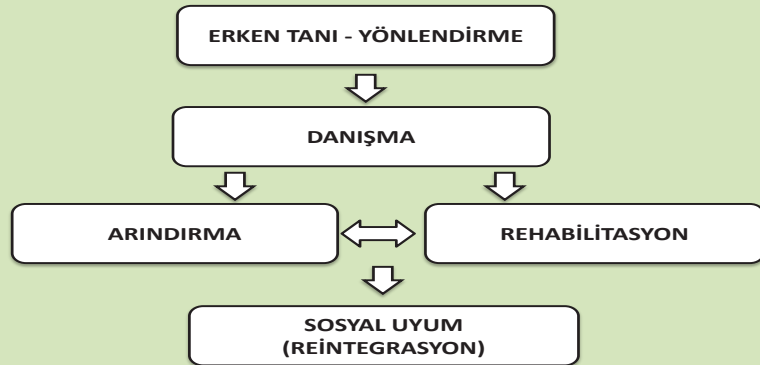 ERKEN TANI - YÖNLENDİRME
DANIŞMA
ARINDIRMA
REHABİLİTASYON
SOSYAL UYUM
(REİNTEGRASYON)